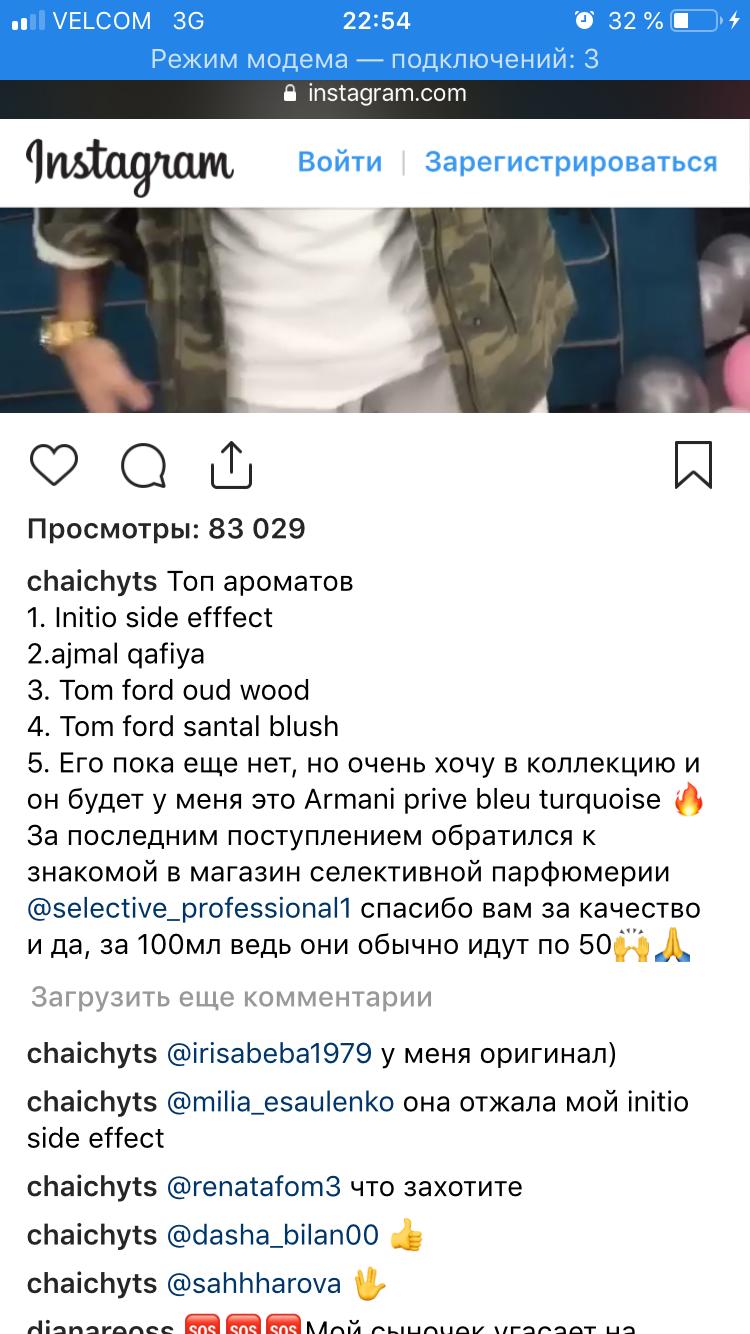 VELCOM 3G 22:54 32 %
Режим модема — подключений: 3
instagram.com
Instagram Войти | Зарегистрироваться
Просмотры: 83 029
chaichyts Топ ароматов
1. Initio side efffect
2.ajmal qafiya
3. Tom ford oud wood
4. Tom ford santal blush
5. Его пока еще нет, но очень хочу в коллекцию и
он будет у меня это Armani prive bleu turquoise 🔥
За последним поступлением обратился к
знакомой в магазин селективной парфюмерии
@selective_professional1 спасибо вам за качество
и да, за 100мл ведь они обычно идут по 50🙌🙏
Загрузить еще комментарии
chaichyts @irisabeba1979 у меня оригинал)
chaichyts @milia_esaulenko она отжала мой initio
side effect
chaichyts @renatafom3 что захотите
chaichyts @dasha_bilan00 👍
chaichyts @sahhharova 🖖
dianareoss 🆘🆘🆘Мой сыночек угасает на